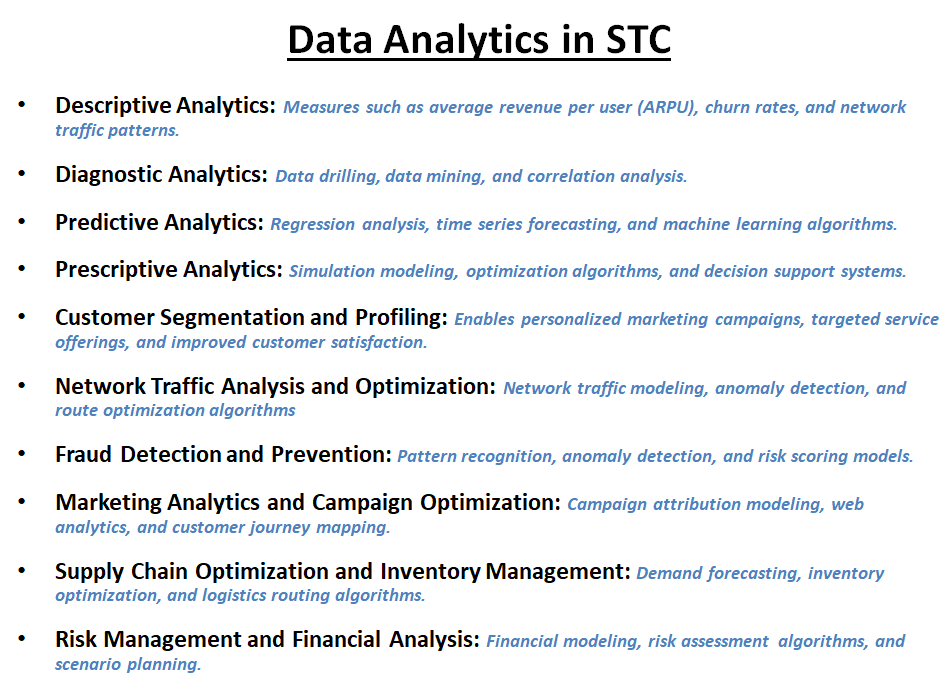 Data Analytics in STC
• Descriptive Analytics: Measures such as average revenue per user (ARPU), churn rates, and network
traffic patterns.
• Diagnostic Analytics: Data drilling, data mining, and correlation analysis.
• Predictive Analytics: Regression analysis, time series forecasting, and machine learning algorithms.
• Prescriptive Analytics: Simulation modeling, optimization algorithms, and decision support systems.
• Customer Segmentation and Profiling: Enables personalized marketing campaigns, targeted service
offerings, and improved customer satisfaction.
• Network Traffic Analysis and Optimization: Network traffic modeling, anomaly detection, and
route optimization algorithms
• Fraud Detection and Prevention: Pattern recognition, anomaly detection, and risk scoring models.
• Marketing Analytics and Campaign Optimization: Campaign attribution modeling, web
analytics, and customer journey mapping.
• Supply Chain Optimization and Inventory Management: Demand forecasting, inventory
optimization, and logistics routing algorithms.
• Risk Management and Financial Analysis: Financial modeling, risk assessment algorithms, and
scenario planning.